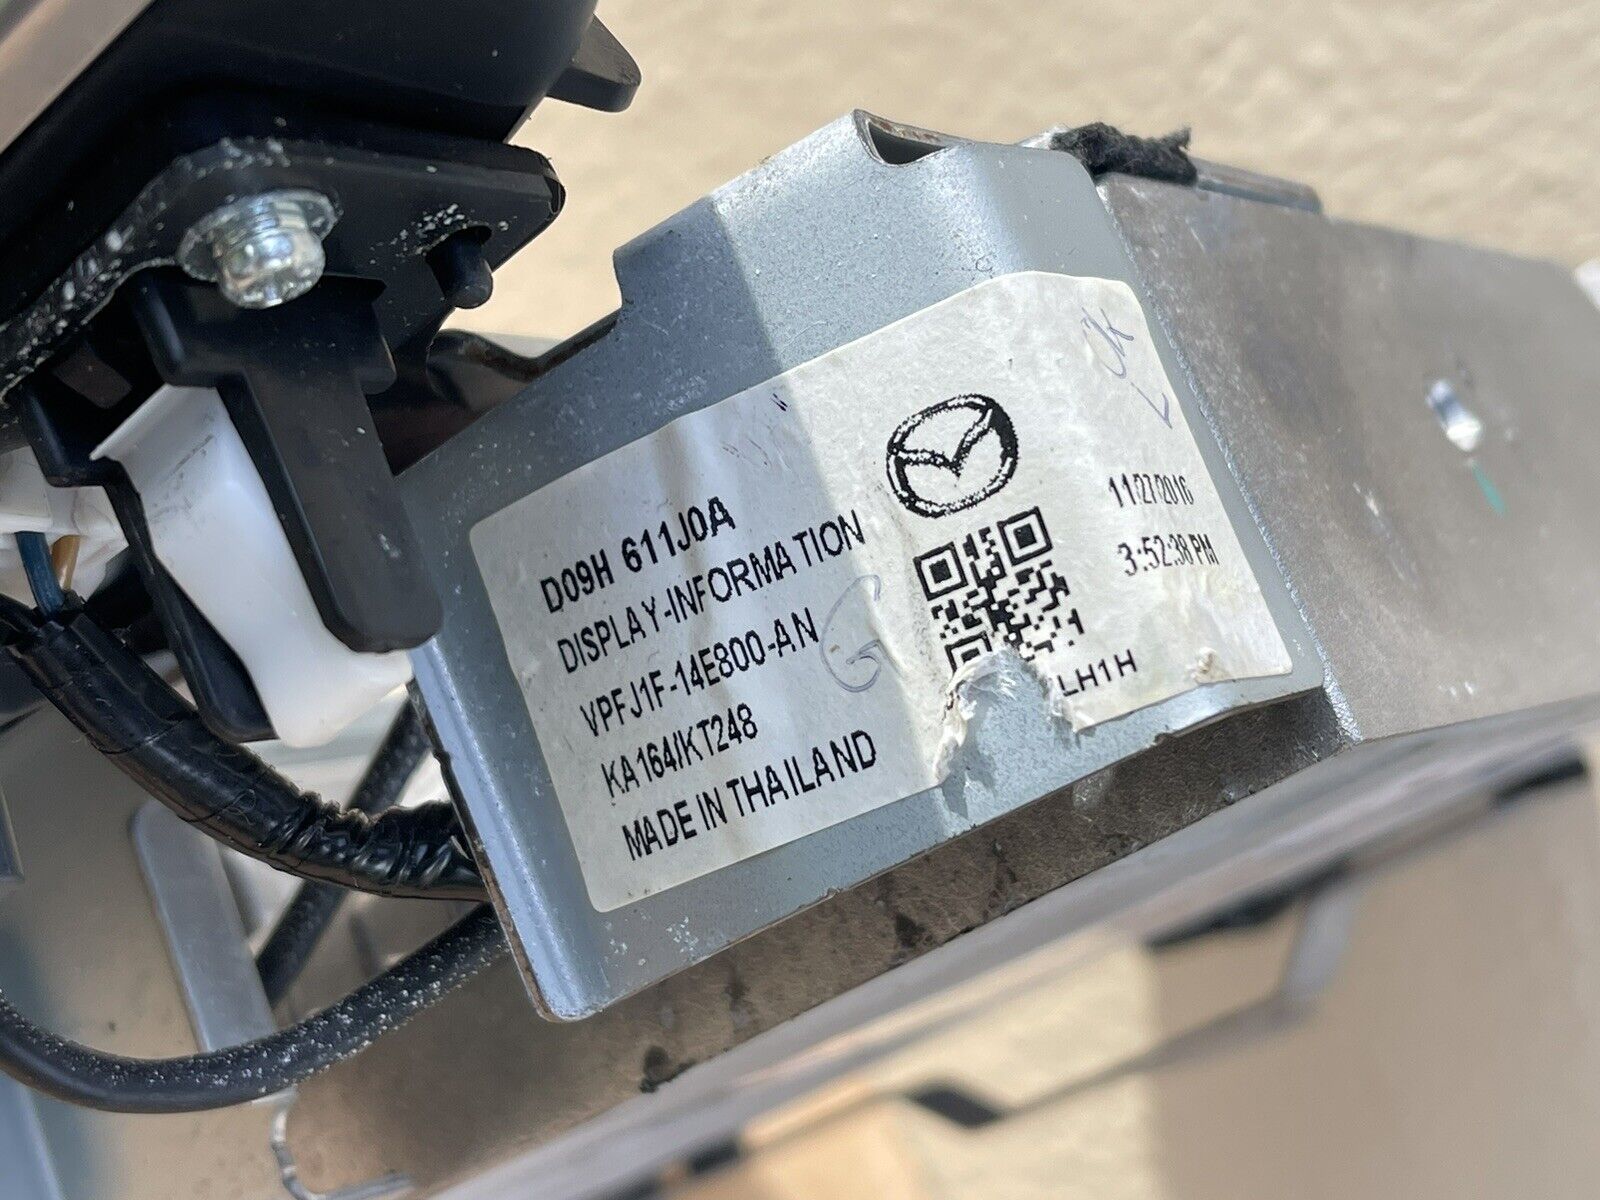 D09H 611J0A
DISPLAY-INFORMATION
VPFJ1F-14E800-AN
KA164/KT248
MADE IN THAILAND
G
OK
11/27/2016
3:52:38 PM
LH1H